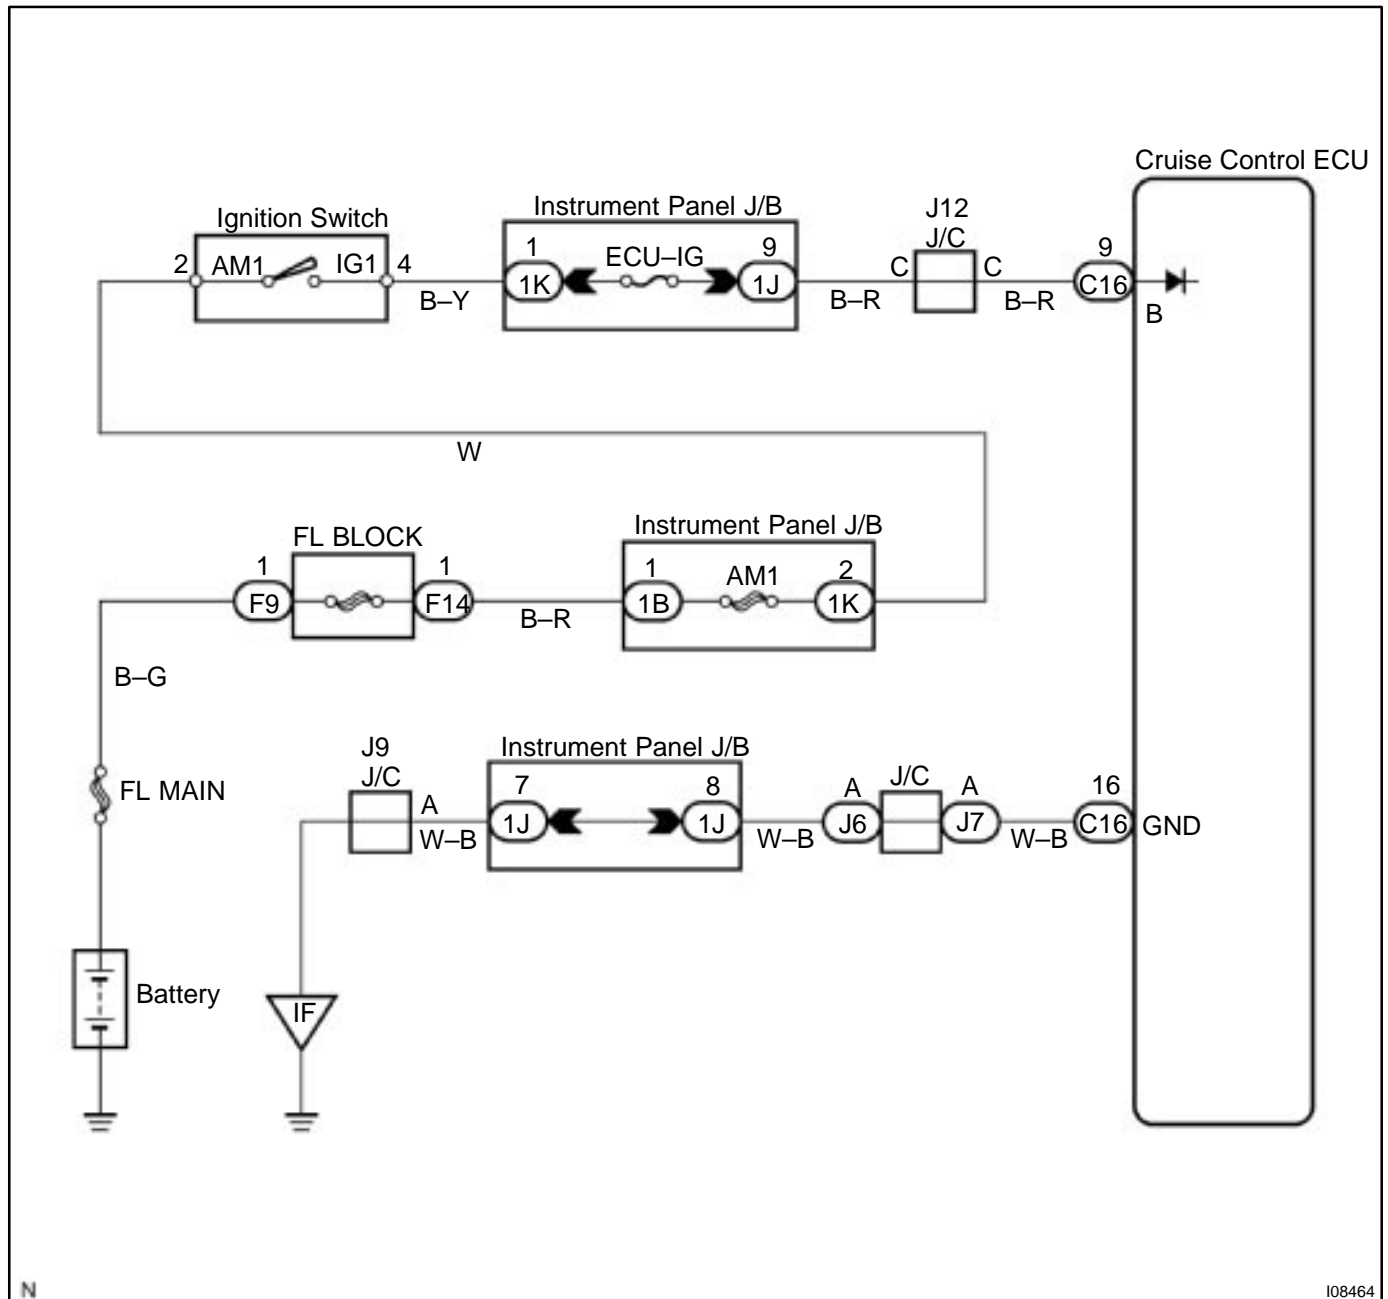 Cruise Control ECU
Ignition Switch
Instrument Panel J/B
J12
J/C
2
AM1
IG1
4
1
1K
ECU–IG
9
1J
C
C
9
C16
B–Y
B–R
B–R
B
W
FL BLOCK
Instrument Panel J/B
1
F9
1
F14
B–R
1
1B
AM1
2
1K
B–G
FL MAIN
J9
J/C
Instrument Panel J/B
A
W–B
7
1J
8
1J
W–B
A
J6
J/C
A
J7
W–B
16
C16
GND
Battery
IF
N
I08464